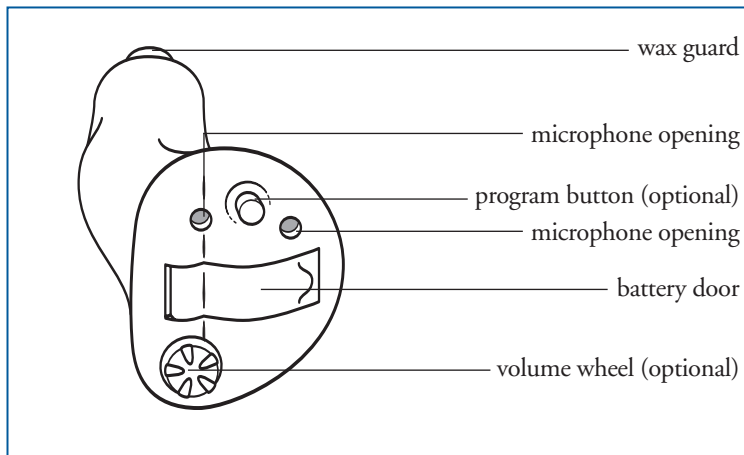 wax guard
microphone opening
program button (optional)
microphone opening
battery door
volume wheel (optional)